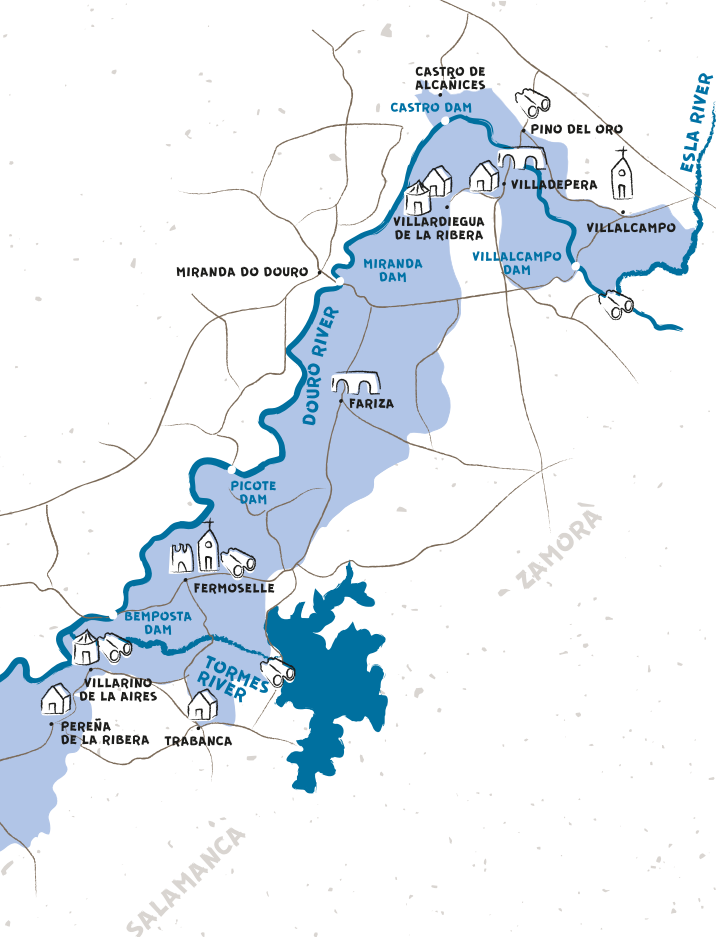 CASTRO DE
ALCAÑICES
CASTRO DAM
ESLA RIVER
PINO DEL ORO
VILLADEPERA
VILLARDIEGUA
DE LA RIBERA
VILLALCAMPO
VILLALCAMPO
DAM
MIRANDA DO DOURO
MIRANDA
DAM
DOURO RIVER
FARIZA
PICOTE
DAM
ZAMORA
FERMOSELLE
BEMPOSTA
DAM
TORMES
RIVER
VILLARINO
DE LA AIRES
PEREÑA
DE LA RIBERA
TRABANCA
SALAMANCA